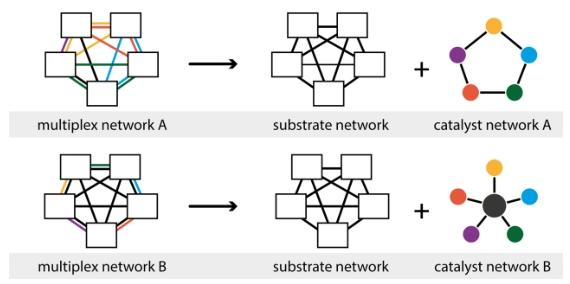 +
multiplex network A substrate network catalyst network A
+
multiplex network B substrate network catalyst network B